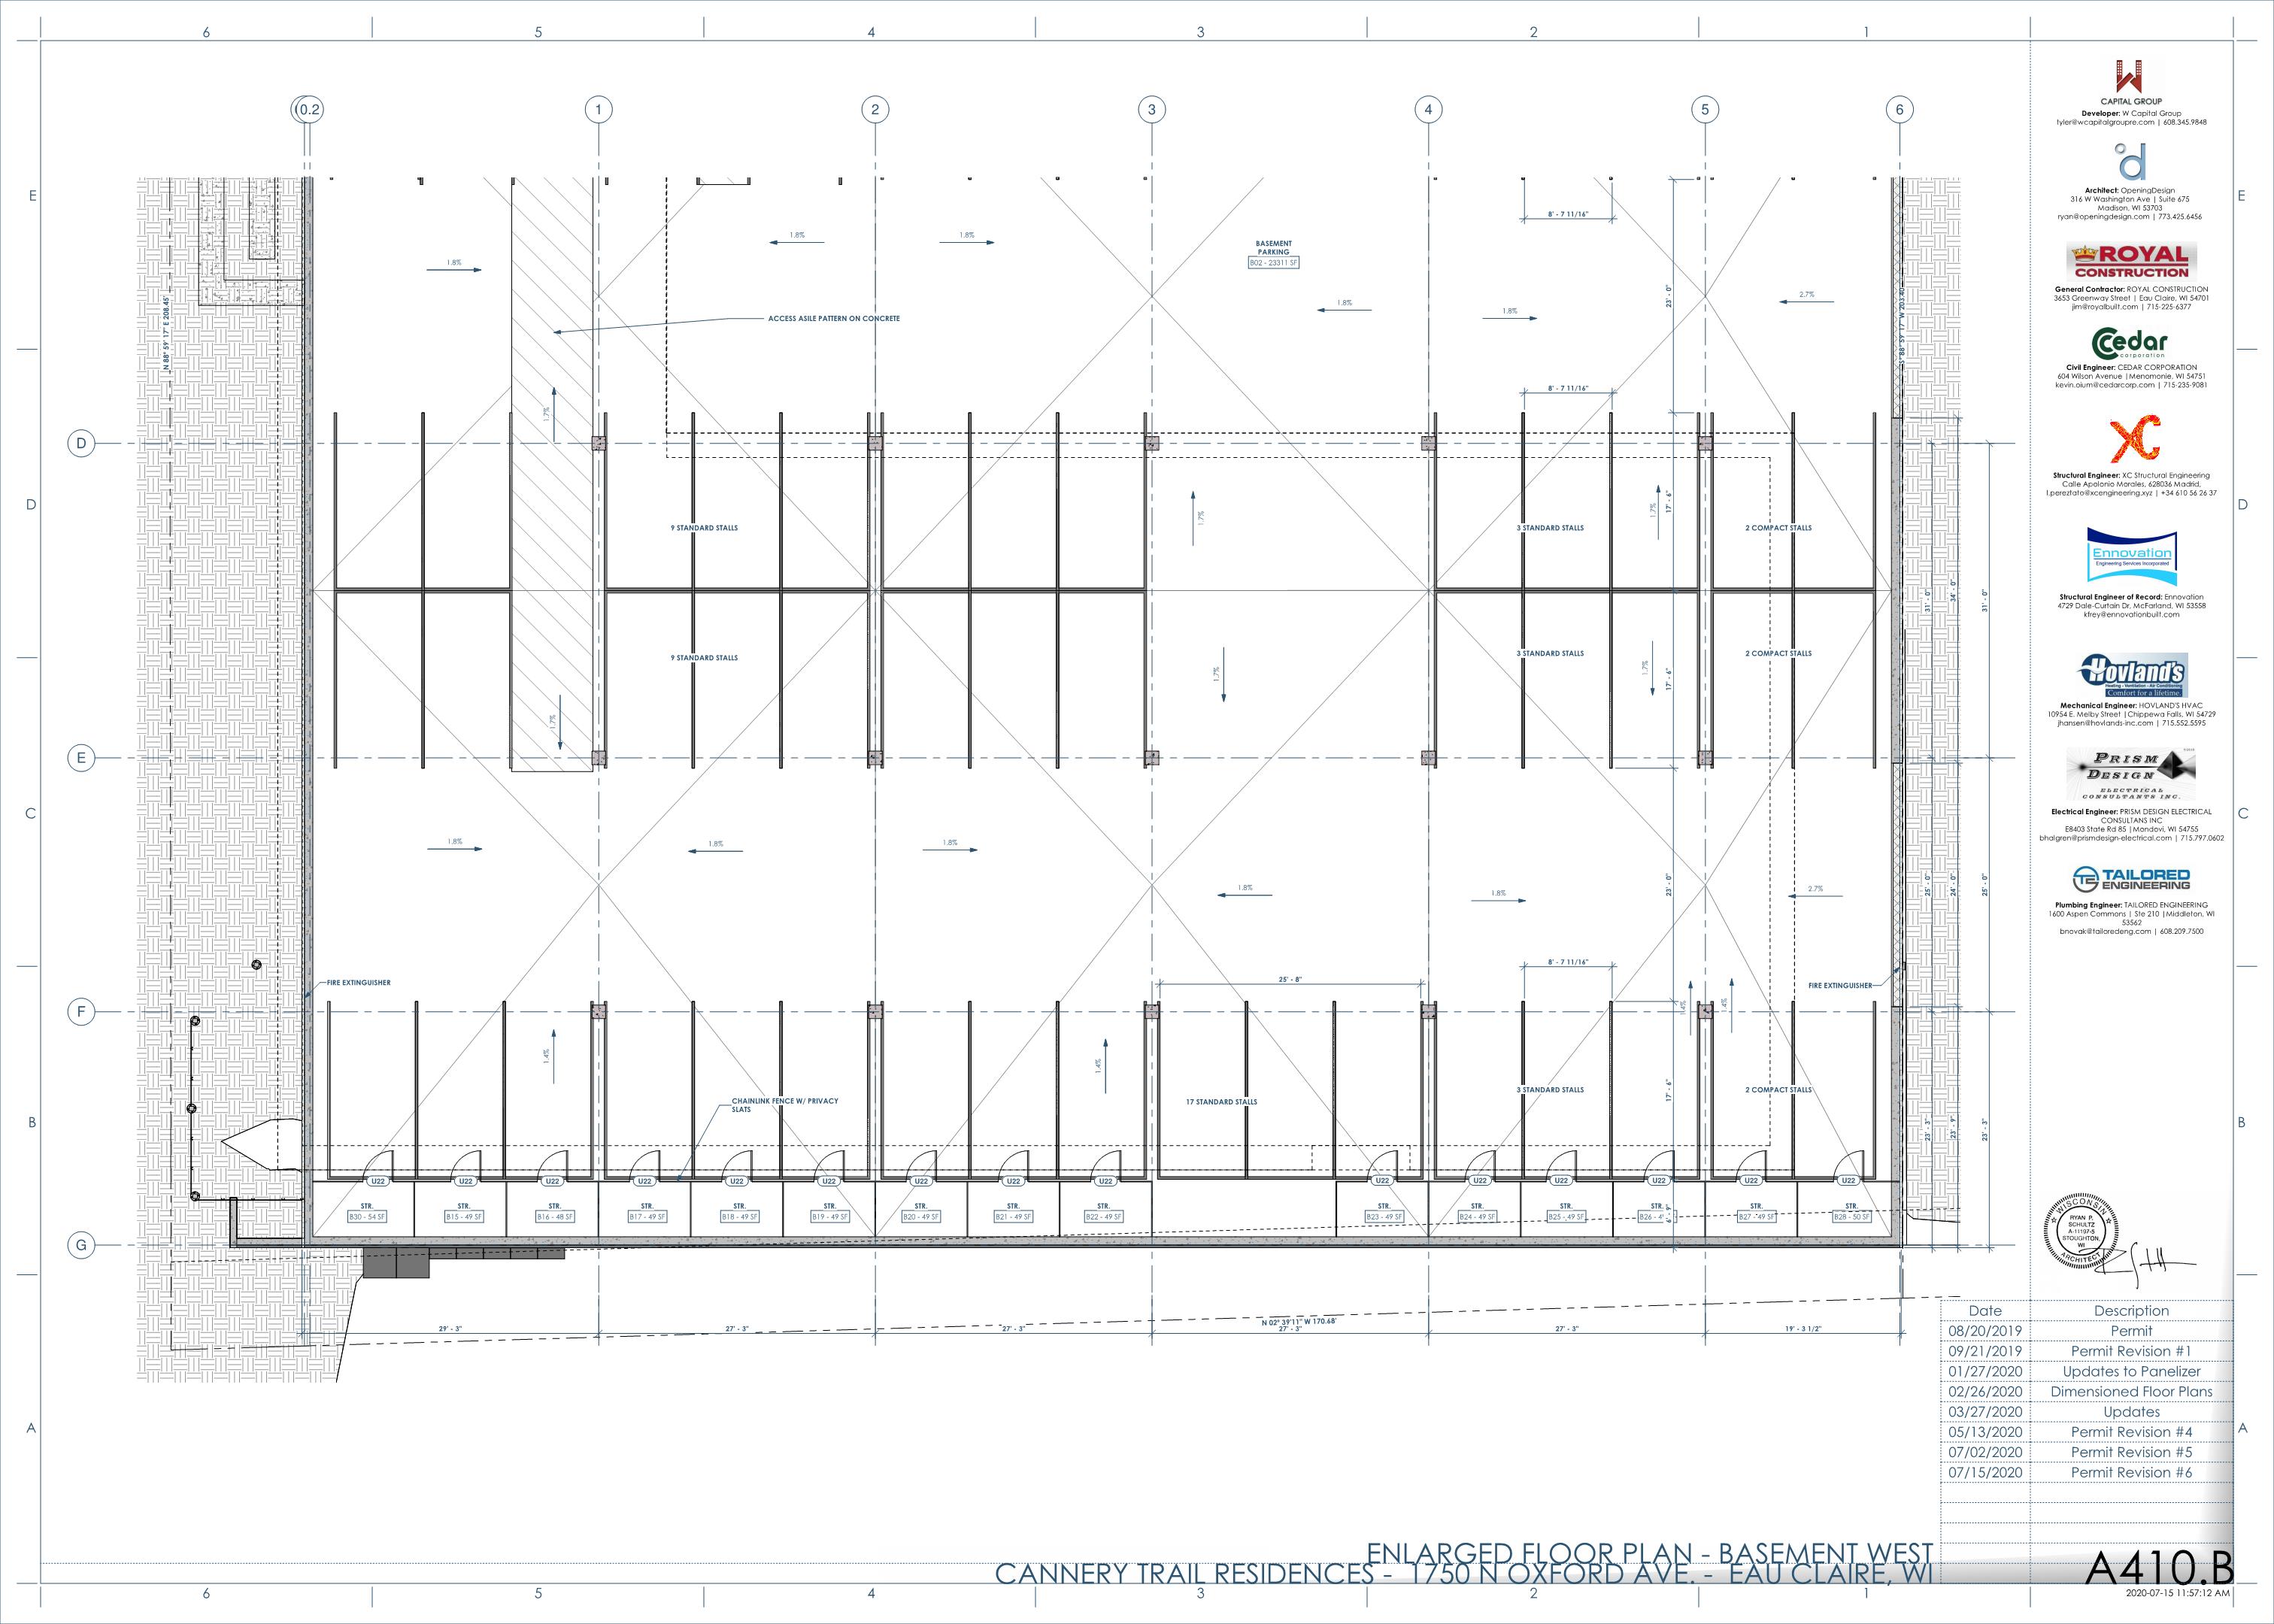 6 5 4 3 2 1
0.2 1 2 3 4 5 6
E E
8' - 7 11/16"
1.8% 1.8%
BASEMENT
PARKING
B02 - 23311 SF
1.8%
23' - 0"
1.8%
2.7%
1.8%
N 88° 59' 17" E 208.45'
ACCESS ASILE PATTERN ON CONCRETE
8' - 7 11/16"
1.7%
D
D D
17' - 6"
1.7%
1.7%
9 STANDARD STALLS
3 STANDARD STALLS
2 COMPACT STALLS
31' - 0"
34' - 0"
31' - 0"
9 STANDARD STALLS
3 STANDARD STALLS
2 COMPACT STALLS
1.7%
1.7%
17' - 6"
1.7%
E
C C
1.8%
1.8%
1.8%
1.8%
1.8%
2.7%
23' - 0"
25' - 0"
24' - 0"
25' - 0"
8' - 7 11/16"
25' - 8"
FIRE EXTINGUISHER
FIRE EXTINGUISHER
F
1.4%
1.4%
1.4%
1.4%
17' - 6"
3 STANDARD STALLS
2 COMPACT STALLS
17 STANDARD STALLS
CHAINLINK FENCE W/ PRIVACY
SLATS
B B
23' - 3"
23' - 9"
23' - 3"
U22 U22 U22 U22 U22 U22 U22 U22 U22 U22 U22 U22 U22 U22 U22
STR. STR. STR. STR. STR. STR. STR. STR. STR. STR. STR. STR. STR. STR. STR.
B30 - 54 SF B15 - 49 SF B16 - 48 SF B17 - 49 SF B18 - 49 SF B19 - 49 SF B20 - 49 SF B21 - 49 SF B22 - 49 SF B23 - 49 SF B24 - 49 SF B25 - 49 SF B26 - 4 B27 - 49 SF B28 - 50 SF
6' - 9"
G
N 02° 39'11" W 170.68'
29' - 3" 27' - 3" 27' - 3" 27' - 3" 27' - 3" 19' - 3 1/2"
A A
6 5 4 3 2 1
CAPITAL GROUP
Developer: W Capital Group
tyler@wcapitalgroupre.com | 608.345.9848
d
Architect: OpeningDesign
316 W Washington Ave | Suite 675
Madison, WI 53703
ryan@openingdesign.com | 773.425.6456
ROYAL
CONSTRUCTION
General Contractor: ROYAL CONSTRUCTION
3653 Greenway Street | Eau Claire, WI 54701
jim@royalbuilt.com | 715-225-6377
Cedar
corporation
Civil Engineer: CEDAR CORPORATION
604 Wilson Avenue |Menomonie, WI 54751
kevin.oium@cedarcorp.com | 715-235-9081
XC
Structural Engineer: XC Structural Engineering
Calle Apolonio Morales, 628036 Madrid,
l.perezfato@xcengineering.xyz | +34 610 56 26 37
Ennovation
Engineering Services Incorporated
Structural Engineer of Record: Ennovation
4729 Dale-Curtain Dr, McFarland, WI 53558
kfrey@ennovationbuilt.com
Hovland's
Heating - Ventilation - Air Conditioning
Comfort for a lifetime.
Mechanical Engineer: HOVLAND'S HVAC
10954 E. Melby Street |Chippewa Falls, WI 54729
jhansen@hovlands-inc.com | 715.552.5595
PRISM
DESIGN
ELECTRICAL
CONSULTANTS INC.
Electrical Engineer: PRISM DESIGN ELECTRICAL
CONSULTANS INC
E8403 State Rd 85 |Mondovi, WI 54755
bhalgren@prismdesign-electrical.com | 715.797.0602
TE TAILORED
ENGINEERING
Plumbing Engineer: TAILORED ENGINEERING
1600 Aspen Commons | Ste 210 |Middleton, WI
53562
bnovak@tailoredeng.com | 608.209.7500
WISCONSIN
RYAN P.
SCHULTZ
A-11197-5
STOUGHTON,
WI
ARCHITECT
Date Description
08/20/2019 Permit
09/21/2019 Permit Revision #1
01/27/2020 Updates to Panelizer
02/26/2020 Dimensioned Floor Plans
03/27/2020 Updates
05/13/2020 Permit Revision #4
07/02/2020 Permit Revision #5
07/15/2020 Permit Revision #6
ENLARGED FLOOR PLAN - BASEMENT WEST
CANNERY TRAIL RESIDENCES - 1750 N OXFORD AVE. - EAU CLAIRE, WI
A410.B
2020-07-15 11:57:12 AM